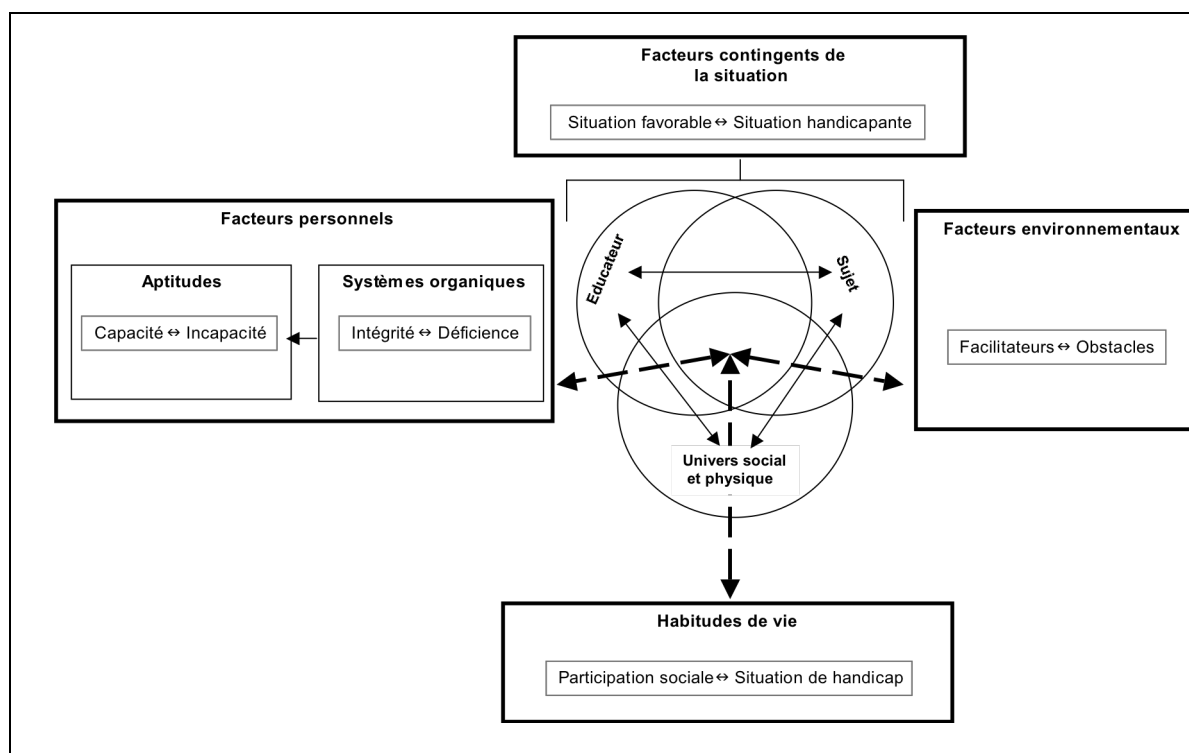 Facteurs contingents de
la situation
Situation favorable ↔ Situation handicapante
Facteurs personnels
Aptitudes
Capacité ↔ Incapacité
Systèmes organiques
Intégrité ↔ Déficience
Educateur
Sujet
Univers social
et physique
Facteurs environnementaux
Facilitateurs ↔ Obstacles
Habitudes de vie
Participation sociale ↔ Situation de handicap